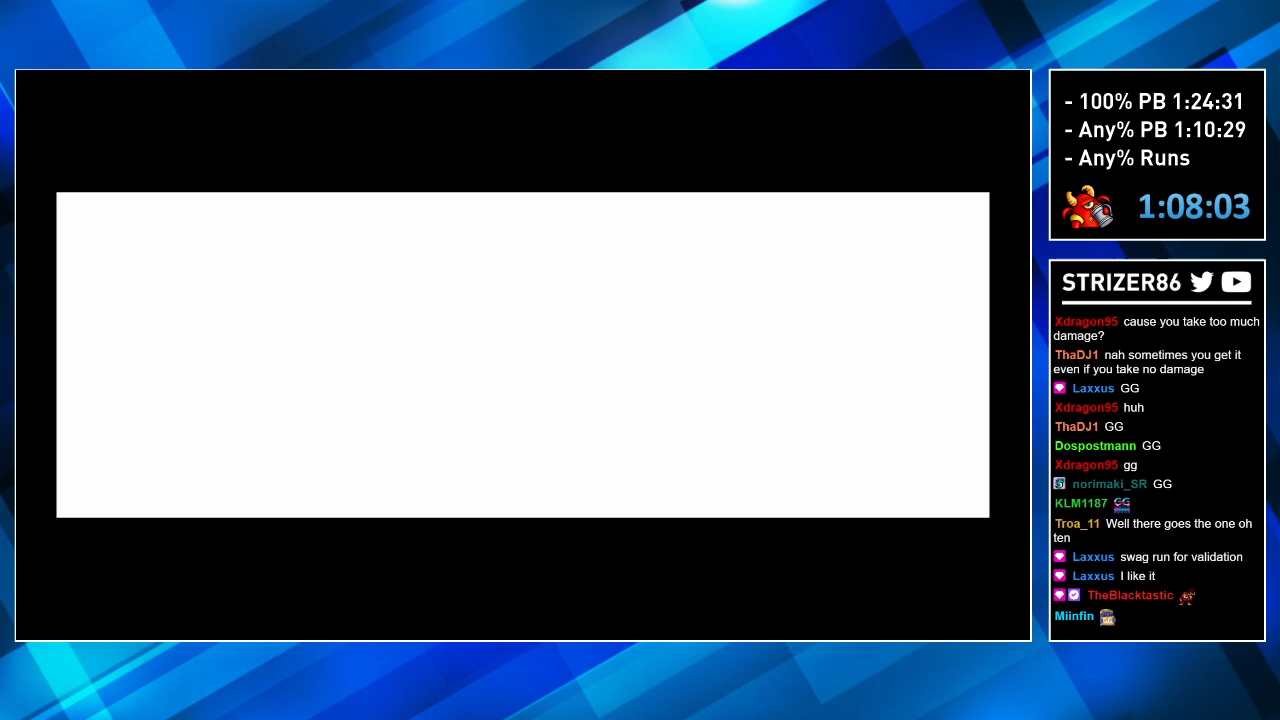 - 100% PB 1:24:31
- Any% PB 1:10:29
- Any% Runs
1:08:03
STRIZER86
Xdragon95 cause you take too much
damage?
ThaDJ1 nah sometimes you get it
even if you take no damage
Laxxus GG
Xdragon95 huh
ThaDJ1 GG
Dospostmann GG
Xdragon95 gg
norimaki_SR GG
KLM1187 GG
Troa_11 Well there goes the one oh
ten
Laxxus swag run for validation
Laxxus I like it
TheBlacktastic
Miinfin